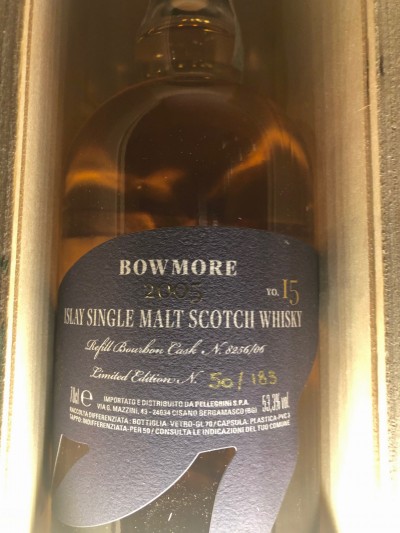 BOWMORE
2005
YO. 15
ISLAY SINGLE MALT SCOTCH WHISKY
Refill Bourbon Cask N. 8256/06
Limited Edition N. 50/183
70cl e
53,3% vol
IMPORTATO E DISTRIBUITO DA PELLEGRINI S.P.A.
VIA G. MAZZINI, 43 - 24034 CISANO BERGAMASCO (BG)
RACCOLTA DIFFERENZIATA: BOTTIGLIA: VETRO-GL 70/CAPSULA: PLASTICA-PVC 3
TAPPO: INDIFFERENZIATA-PER 50/CONSULTA LE INDICAZIONI DEL TUO COMUNE